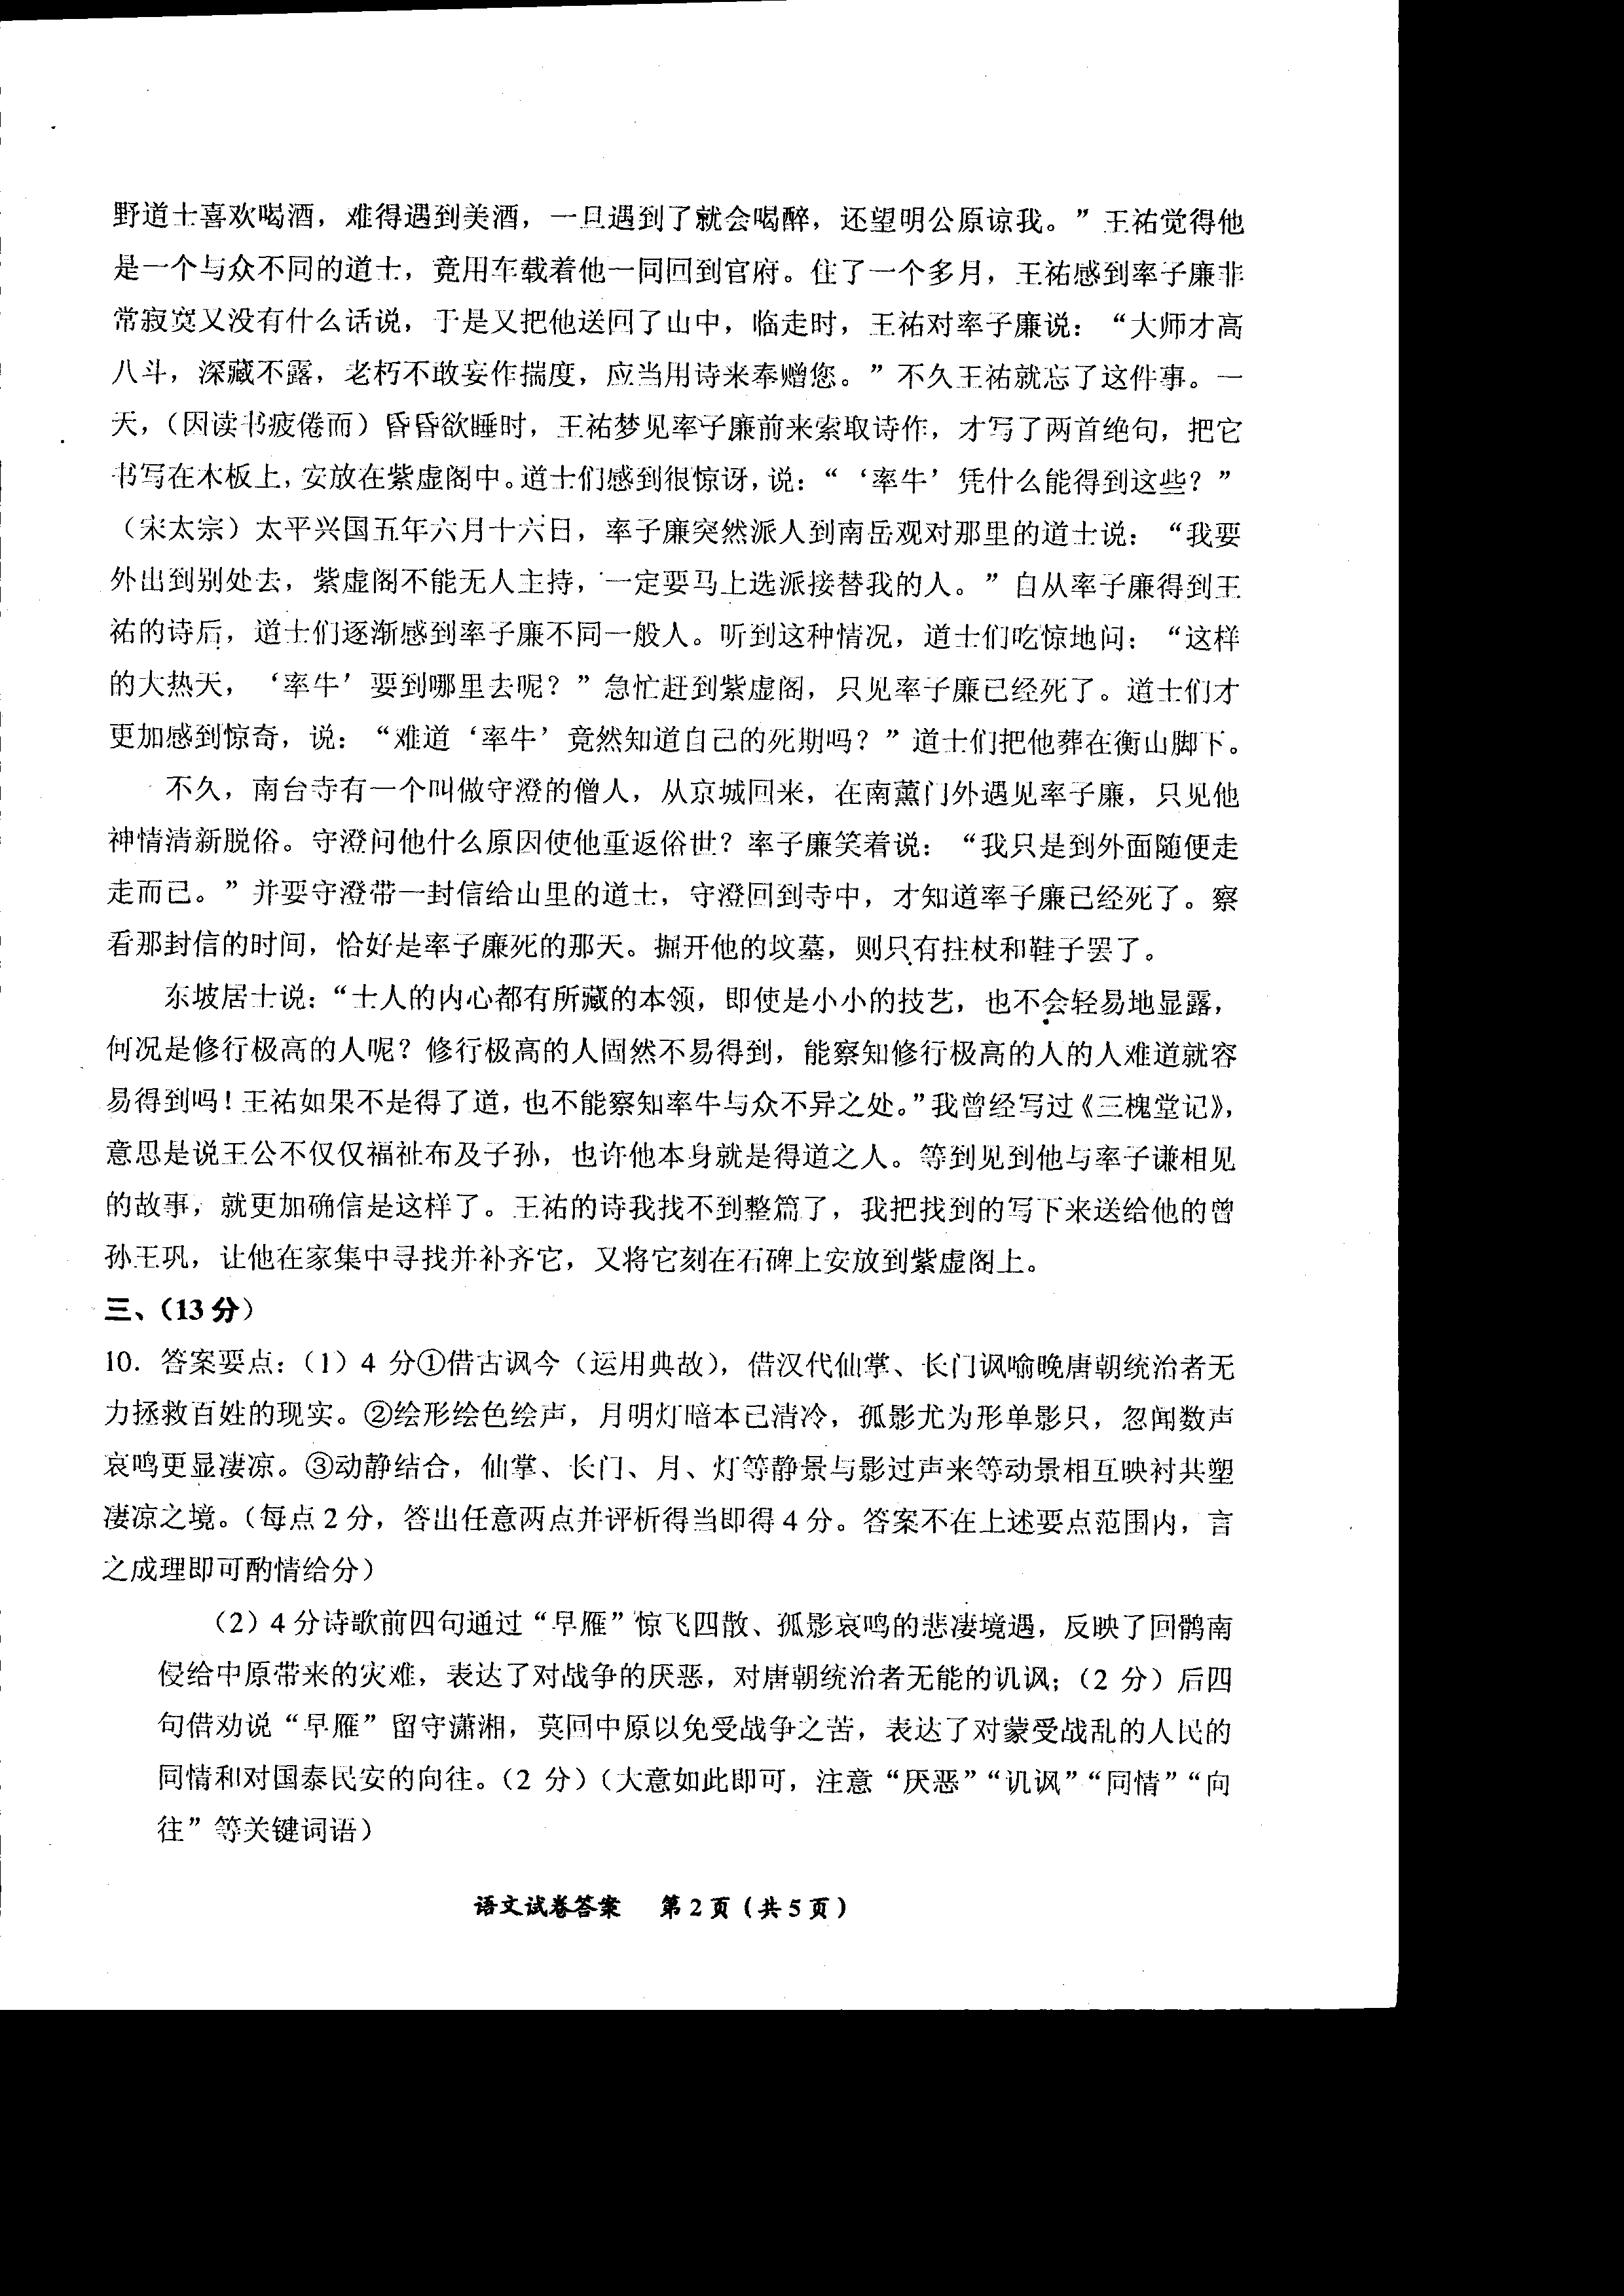 野道士喜欢喝酒，难得遇到美酒，一旦遇到了就会喝醉，还望明公原谅我。”王祐觉得他
是一个与众不同的道士，竟用车载着他一同回到官府。住了一个多月，王祐感到率子廉非
常寂寞又没有什么话说，于是又把他送回了山中，临走时，王祐对率子廉说：“大师才高
八斗，深藏不露，老朽不敢妄作揣度，应当用诗来奉赠您。”不久王祐就忘了这件事。一
天，（因读书疲倦而）昏昏欲睡时，王祐梦见率子廉前来索取诗作，才写了两首绝句，把它
书写在木板上，安放在紫虚阁中。道士们感到很惊讶，说：“‘率牛’凭什么能得到这些？”
（宋太宗）太平兴国五年六月十六日，率子廉突然派人到南岳观对那里的道士说：“我要
外出到别处去，紫虚阁不能无人主持，一定要马上选派接替我的人。”自从率子廉得到王
祐的诗后，道士们逐渐感到率子廉不同一般人。听到这种情况，道士们吃惊地问：“这样
的大热天，‘率牛’要到哪里去呢？”急忙赶到紫虚阁，只见率子廉已经死了。道士们才
更加感到惊奇，说：“难道‘率牛’竟然知道自己的死期吗？”道士们把他葬在衡山脚下。
不久，南台寺有一个叫做守澄的僧人，从京城回来，在南薰门外遇见率子廉，只见他
神情清新脱俗。守澄问他什么原因使他重返俗世？率子廉笑着说：“我只是到外面随便走
走而已。”并要守澄带一封信给山里的道士，守澄回到寺中，才知道率子廉已经死了。察
看那封信的时间，恰好是率子廉死的那天。掘开他的坟墓，则只有拄杖和鞋子罢了。
东坡居士说：“士人的内心都有所藏的本领，即使是小小的技艺，也不会轻易地显露，
何况是修行极高的人呢？修行极高的人固然不易得到，能察知修行极高的人的人难道就容
易得到吗！王祐如果不是得了道，也不能察知率牛与众不异之处。”我曾经写过《三槐堂记》，
意思是说王公不仅仅福祉布及子孙，也许他本身就是得道之人。等到见到他与率子谦相见
的故事，就更加确信是这样了。王祐的诗我找不到整篇了，我把找到的写下来送给他的曾
孙王巩，让他在家集中寻找并补齐它，又将它刻在石碑上安放到紫虚阁上。
三、（13 分）
10．答案要点：（1）4 分①借古讽今（运用典故），借汉代仙掌、长门讽喻晚唐朝统治者无
力拯救百姓的现实。②绘形绘色绘声，月明灯暗本已清冷，孤影尤为形单影只，忽闻数声
哀鸣更显凄凉。③动静结合，仙掌、长门、月、灯等静景与影过声来等动景相互映衬共塑
凄凉之境。（每点 2 分，答出任意两点并评析得当即得 4 分。答案不在上述要点范围内，言
之成理即可酌情给分）
（2）4 分诗歌前四句通过“早雁”惊飞四散、孤影哀鸣的悲凄境遇，反映了回鹘南
侵给中原带来的灾难，表达了对战争的厌恶，对唐朝统治者无能的讥讽；（2 分）后四
句借劝说“早雁”留守潇湘，莫回中原以免受战争之苦，表达了对蒙受战乱的人民的
同情和对国泰民安的向往。（2 分）（大意如此即可，注意“厌恶”“讥讽”“同情”“向
往”等关键词语）
语文试卷答案 第 2 页（共 5 页）